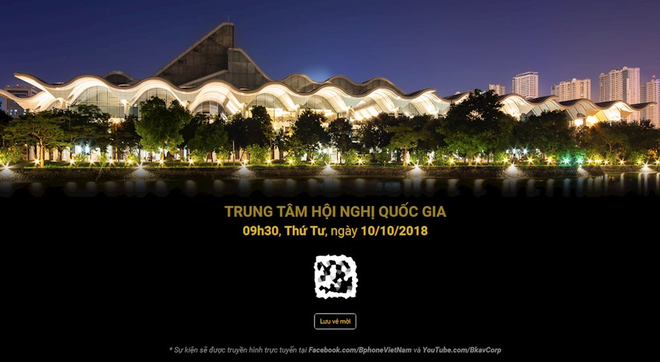 TRUNG TÂM HỘI NGHỊ QUỐC GIA
09h30, Thứ Tư, ngày 10/10/2018
Lưu vé mời
* Sự kiện sẽ được truyền hình trực tuyến tại Facebook.com/BphoneVietNam và YouTube.com/BkavCorp